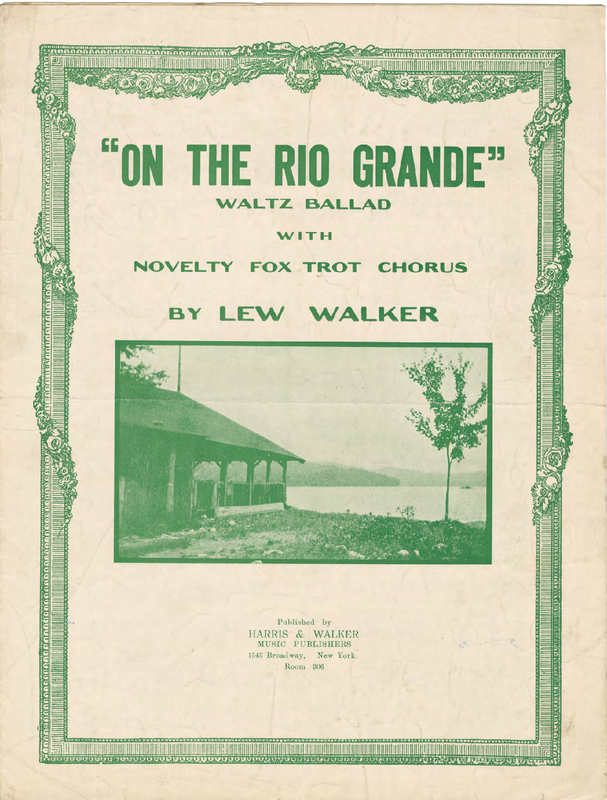 "ON THE RIO GRANDE"
WALTZ BALLAD
WITH
NOVELTY FOX TROT CHORUS
BY LEW WALKER
Published by
HARRIS & WALKER
MUSIC PUBLISHERS
1545 Broadway, New York.
Room 306